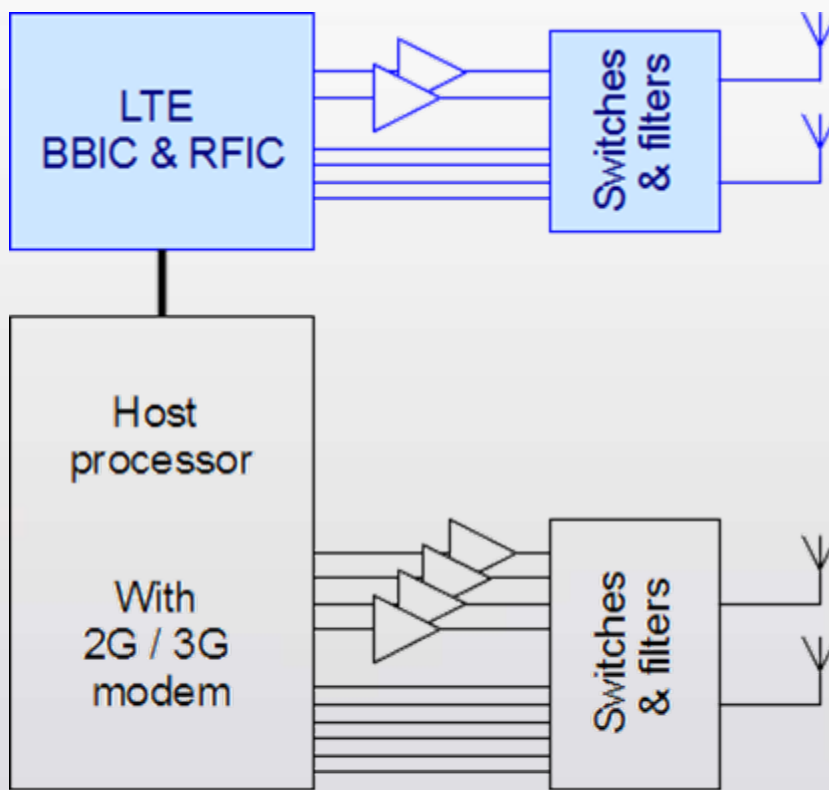 LTE
BBIC & RFIC
Switches
& filters
Host
processor
With
2G / 3G
modem
Switches
& filters